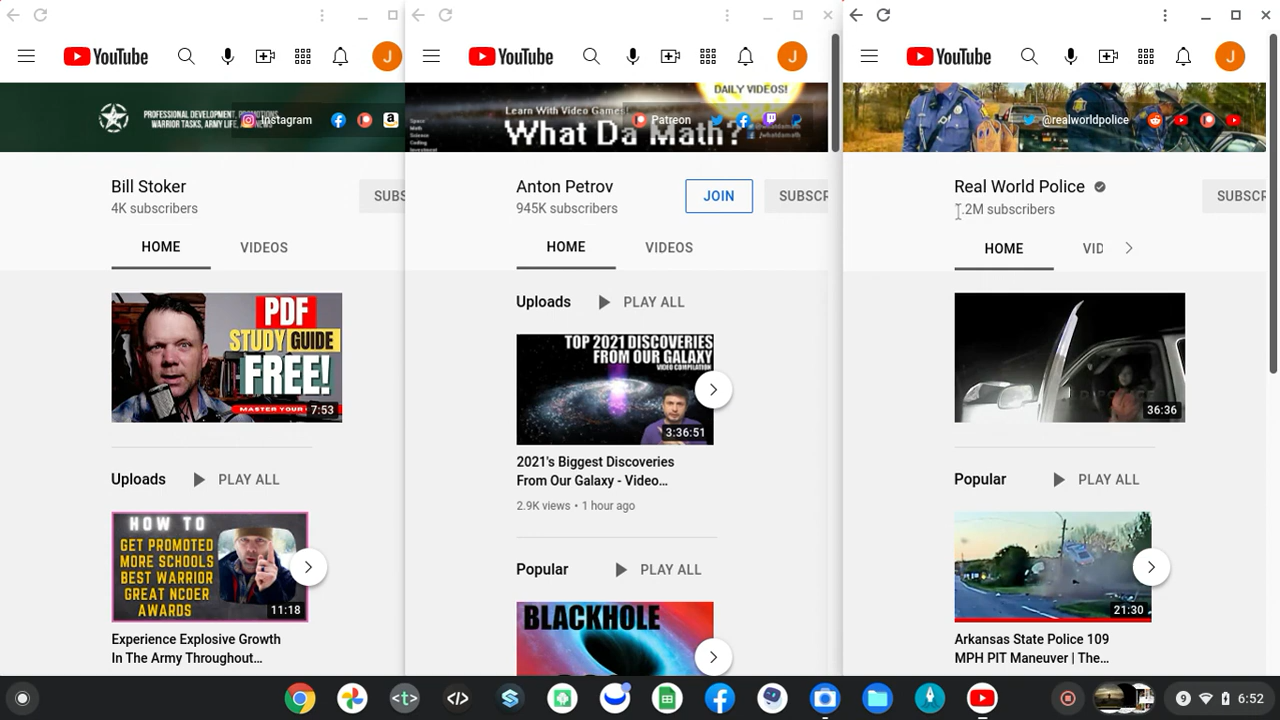 YouTube
J
PROFESSIONAL DEVELOPMENT, PROMOTIONS
WARRIOR TASKS, ARMY LIFE,
Instagram
Bill Stoker
4K subscribers
SUBS
HOME
VIDEOS
PDF
STUDY GUIDE
FREE!
MASTER YOUR
7:53
Uploads
PLAY ALL
HOW TO
GET PROMOTED
MORE SCHOOLS
BEST WARRIOR
GREAT NCOER
AWARDS
11:18
Experience Explosive Growth
In The Army Throughout...
YouTube
J
DAILY VIDEOS!
Learn With Video Games!
Space
Math
Science
Coding
What Da Math?
Patreon
Anton Petrov
945K subscribers
JOIN
SUBSCR
HOME
VIDEOS
Uploads
PLAY ALL
TOP 2021 DISCOVERIES
FROM OUR GALAXY
VIDEO COMPILATION
3:36:51
2021's Biggest Discoveries
From Our Galaxy - Video...
2.9K views • 1 hour ago
Popular
PLAY ALL
BLACKHOLE
YouTube
J
@realworldpolice
Real World Police
.2M subscribers
SUBSCR
HOME
VID
36:36
Popular
PLAY ALL
21:30
Arkansas State Police 109
MPH PIT Maneuver | The...
<t>
9
6:52